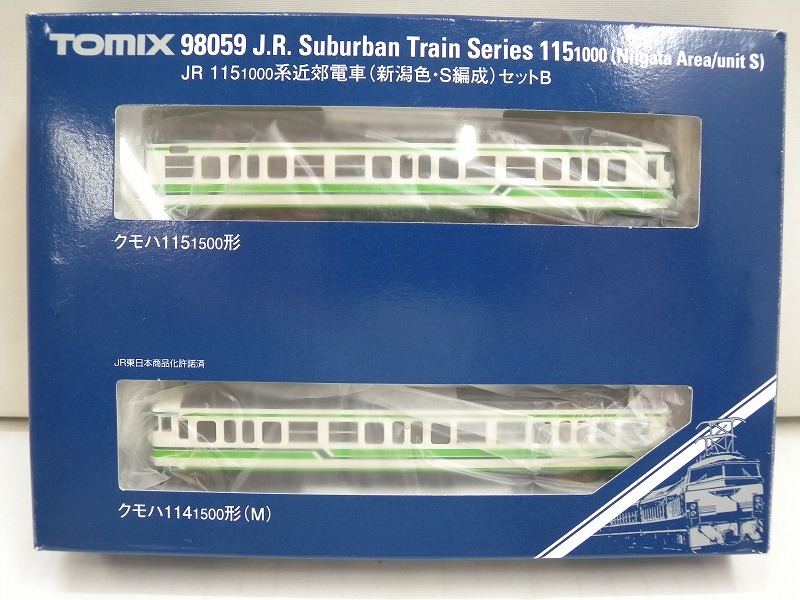 TOMIX 98059 J.R. Suburban Train Series 1151000 (Niigata Area/unit S)
JR 1151000系近郊電車(新潟色・S編成)セットB
クモハ1151500形
JR東日本商品化許諾済
クモハ1141500形(M)